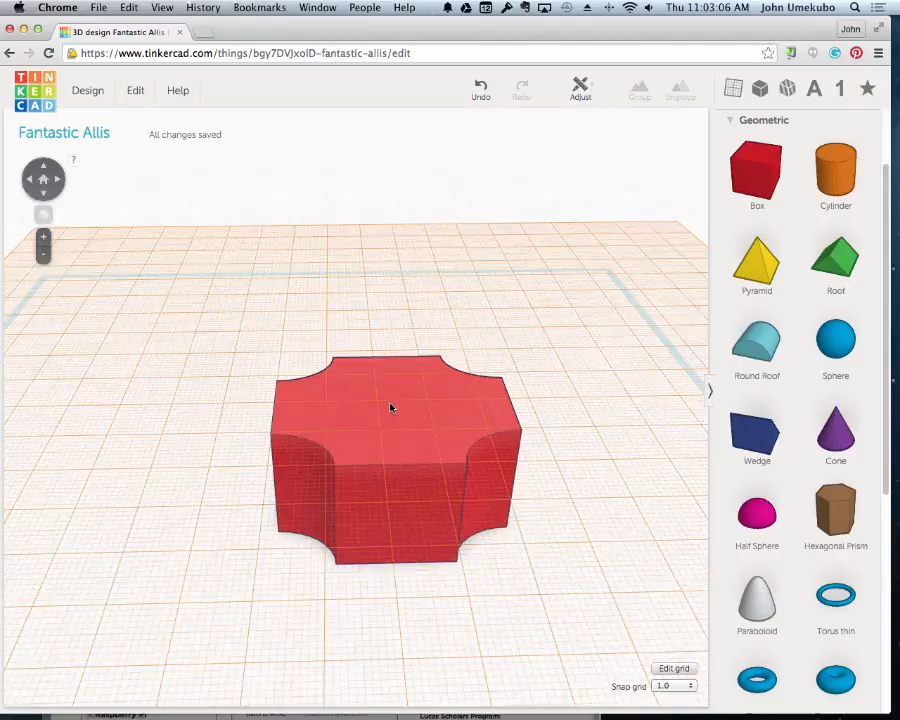 Chrome File Edit View History Bookmarks Window People Help Thu 11:03:06 AM John Umekubo
3D design Fantastic Allis
John
https://www.tinkercad.com/things/bgy7DVJxolD-fantastic-allis/edit
TIN
KER
CAD
Design Edit Help
Undo Redo Adjust Group Ungroup
Fantastic Allis All changes saved
?
+
-
A 1
Geometric
Box Cylinder
Pyramid Roof
Round Roof Sphere
Wedge Cone
Half Sphere Hexagonal Prism
Paraboloid Torus thin
Edit grid
Snap grid 1.0
Lucas Scholars Program